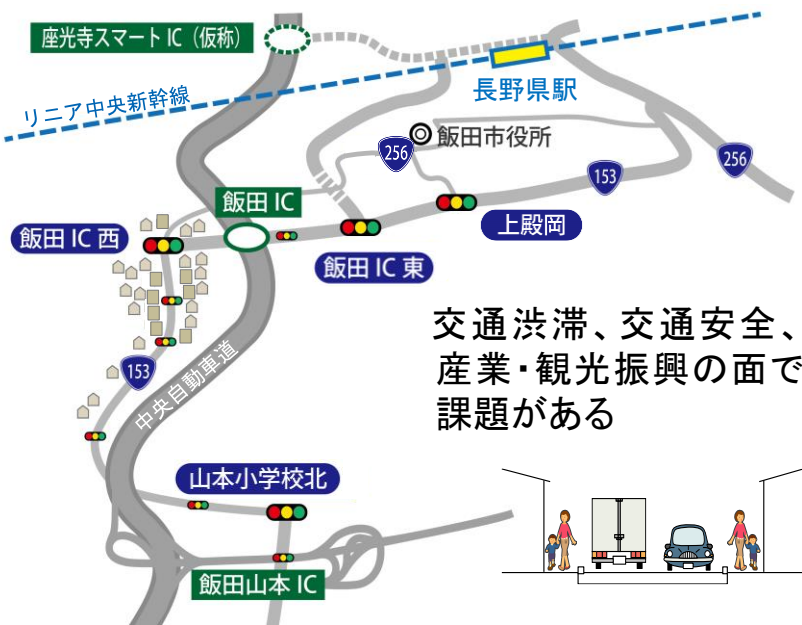 座光寺スマートIC（仮称）
リニア中央新幹線
長野県駅
飯田市役所
256
153
256
飯田IC
飯田IC西
飯田IC東
上殿岡
交通渋滞、交通安全、
産業・観光振興の面で
課題がある
153
中央自動車道
山本小学校北
飯田山本IC